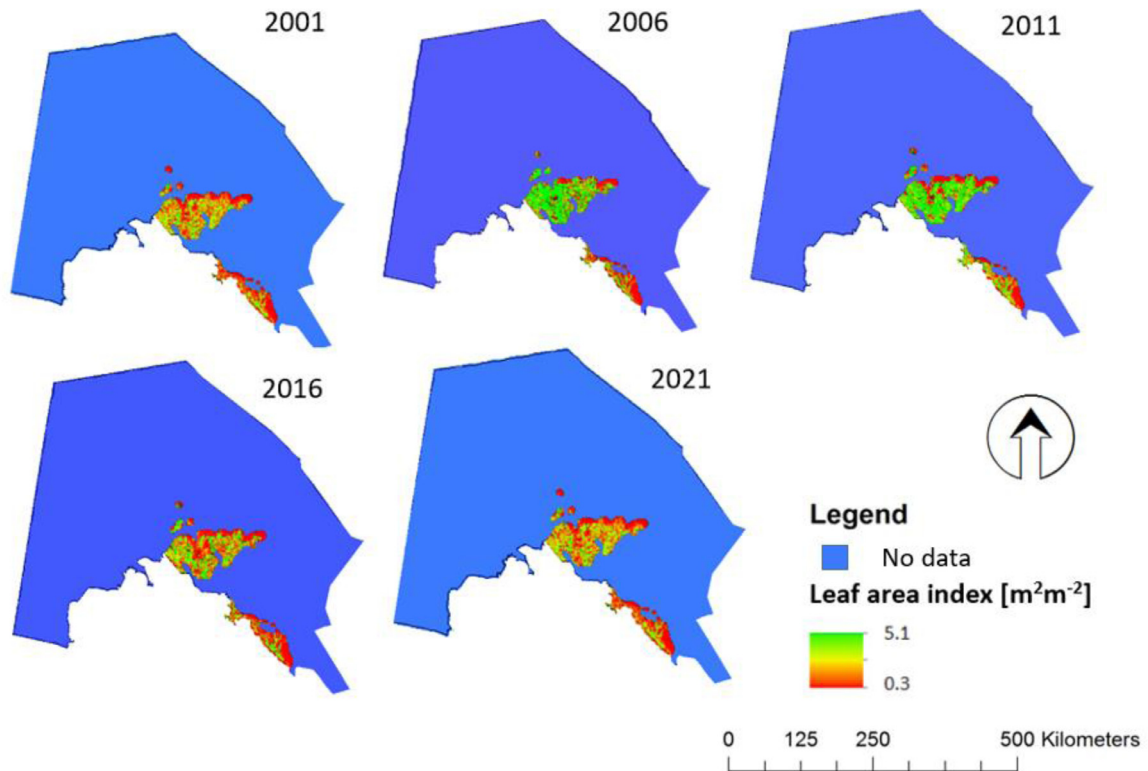 2001
2006
2011
2016
2021
Legend
No data
Leaf area index [m²m⁻²]
5.1
0.3
0 125 250 500 Kilometers